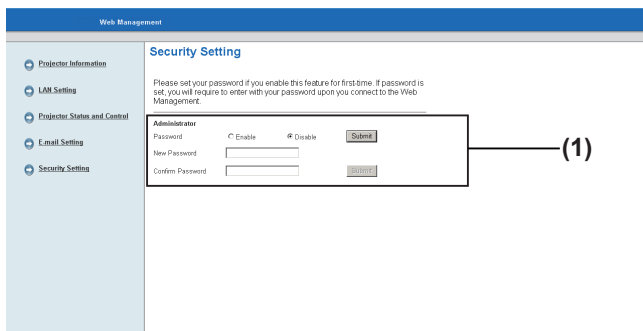 Web Management
Projector Information
LAN Setting
Projector Status and Control
E-mail Setting
Security Setting
Security Setting
Please set your password if you enable this feature for first-time. If password is
set, you will require to enter with your password upon you connect to the Web
Management.
Administrator
Password Enable Disable Submit
New Password
Confirm Password Submit
(1)